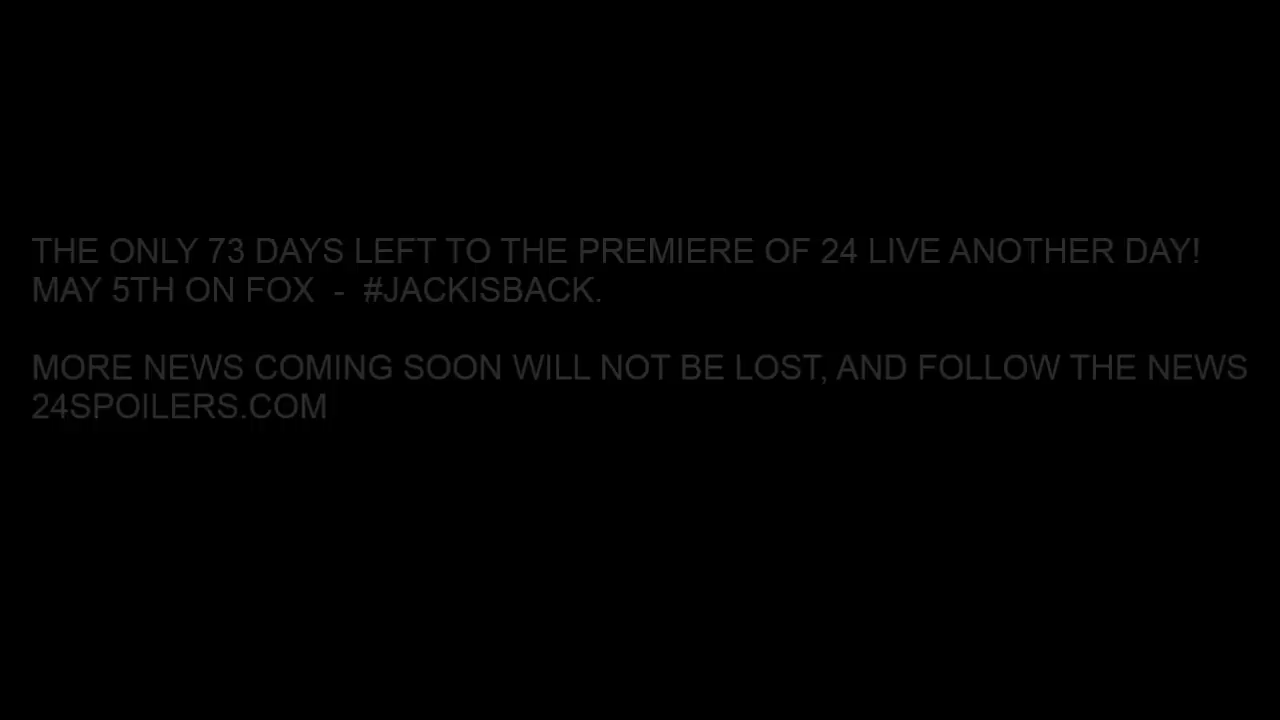 THE ONLY 73 DAYS LEFT TO THE PREMIERE OF 24 LIVE ANOTHER DAY!
MAY 5TH ON FOX  -  #JACKISBACK.
MORE NEWS COMING SOON WILL NOT BE LOST, AND FOLLOW THE NEWS
24SPOILERS.COM